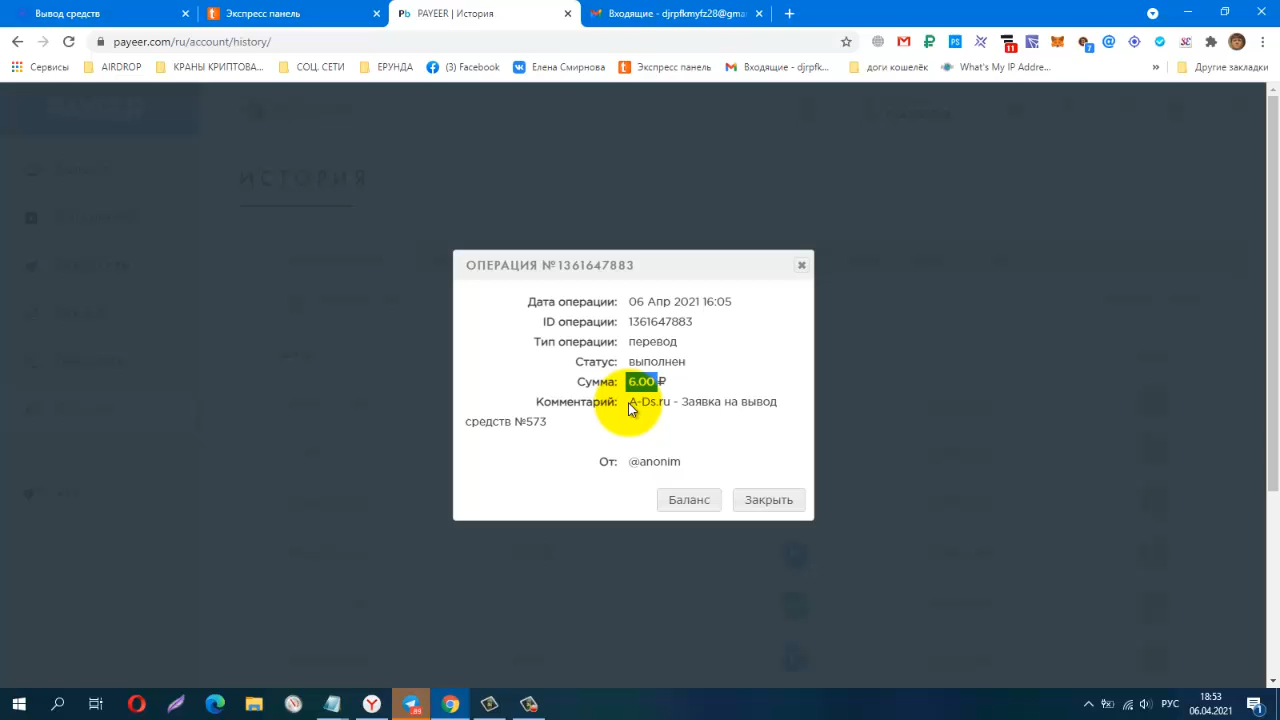 Вывод средств
Экспресс панель
PAYEER | История
Входящие - djrpfkmyfz28@gma
payeer.com/ru/account/history/
11
7
Сервисы
AIRDROP
КРАНЫ КРИПТОВА...
СОЦ. СЕТИ
ЕРУНДА
(3) Facebook
Елена Смирнова
Экспресс панель
Входящие - djrpfk...
доги кошелёк
What's My IP Addre...
»
Другие закладки
ИСТОРИЯ
ОПЕРАЦИЯ №1361647883
Дата операции: 06 Апр 2021 16:05
ID операции: 1361647883
Тип операции: перевод
Статус: выполнен
Сумма: 6.00 ₽
Комментарий: A-Ds.ru - Заявка на вывод
средств №573
От: @anonim
Баланс
Закрыть
РУС
18:53
06.04.2021